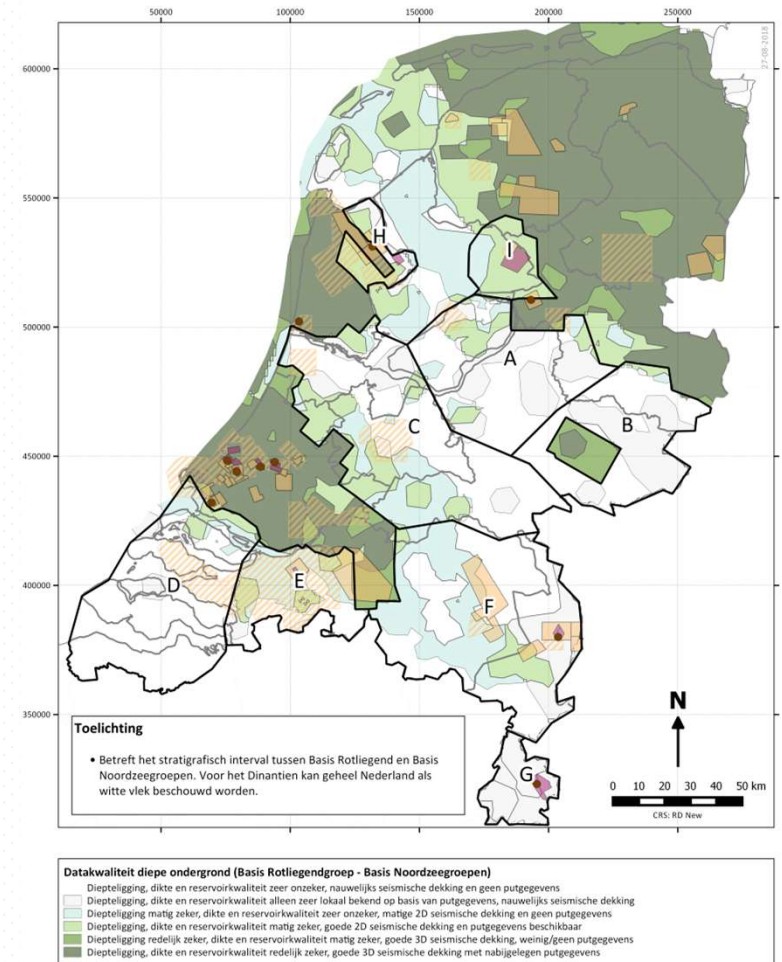 50000 100000 150000 200000 250000
27-08-2018
600000
550000
H
I
500000
A
B
C
450000
400000
D
E
F
350000
G
N
0 10 20 30 40 50 km
CRS: RD New
Toelichting
• Betreft het stratigrafisch interval tussen Basis Rotliegend en Basis
Noordzeegroepen. Voor het Dinantien kan geheel Nederland als
witte vlek beschouwd worden.
Datakwaliteit diepe ondergrond (Basis Rotliegendgroep - Basis Noordzeegroepen)
Diepteligging, dikte en reservoirkwaliteit zeer onzeker, nauwelijks seismische dekking en geen putgegevens
Diepteligging, dikte en reservoirkwaliteit alleen zeer lokaal bekend op basis van putgegevens, nauwelijks seismische dekking
Diepteligging matig zeker, dikte en reservoirkwaliteit zeer onzeker, matige 2D seismische dekking en geen putgegevens
Diepteligging, dikte en reservoirkwaliteit matig zeker, goede 2D seismische dekking en putgegevens beschikbaar
Diepteligging redelijk zeker, dikte en reservoirkwaliteit matig zeker, goede 3D seismische dekking, weinig/geen putgegevens
Diepteligging, dikte en reservoirkwaliteit redelijk zeker, goede 3D seismische dekking met nabijgelegen putgegevens